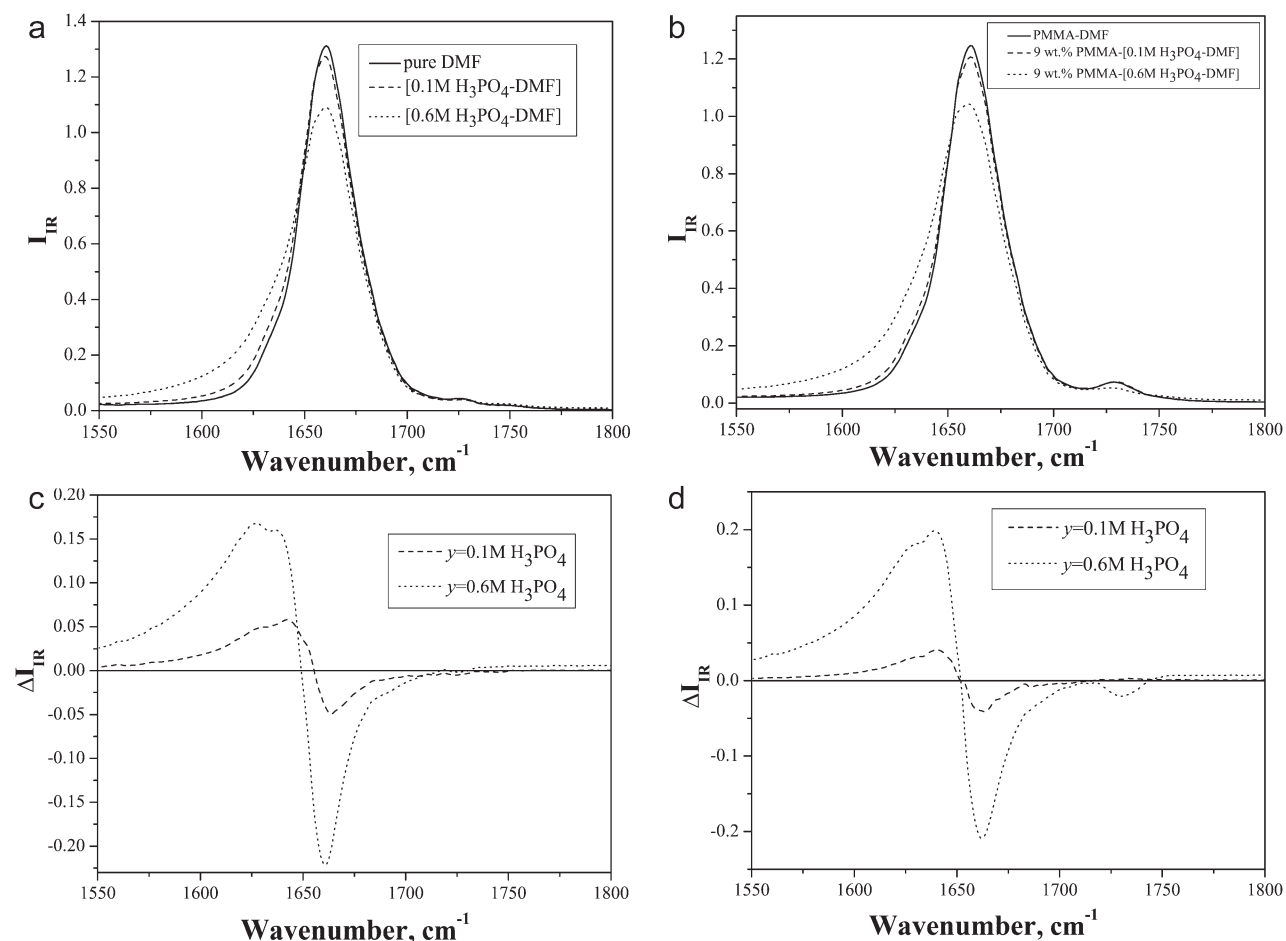 a
1.4
1.2
1.0
0.8
0.6
0.4
0.2
0.0
I_IR
pure DMF
[0.1M H₃PO₄-DMF]
[0.6M H₃PO₄-DMF]
1550 1600 1650 1700 1750 1800
Wavenumber, cm⁻¹
b
1.2
1.0
0.8
0.6
0.4
0.2
0.0
I_IR
PMMA-DMF
9 wt.% PMMA-[0.1M H₃PO₄-DMF]
9 wt.% PMMA-[0.6M H₃PO₄-DMF]
1550 1600 1650 1700 1750 1800
Wavenumber, cm⁻¹
c
0.20
0.15
0.10
0.05
0.00
-0.05
-0.10
-0.15
-0.20
ΔI_IR
y=0.1M H₃PO₄
y=0.6M H₃PO₄
1550 1600 1650 1700 1750 1800
Wavenumber, cm⁻¹
d
0.2
0.1
0.0
-0.1
-0.2
ΔI_IR
y=0.1M H₃PO₄
y=0.6M H₃PO₄
1550 1600 1650 1700 1750 1800
Wavenumber, cm⁻¹